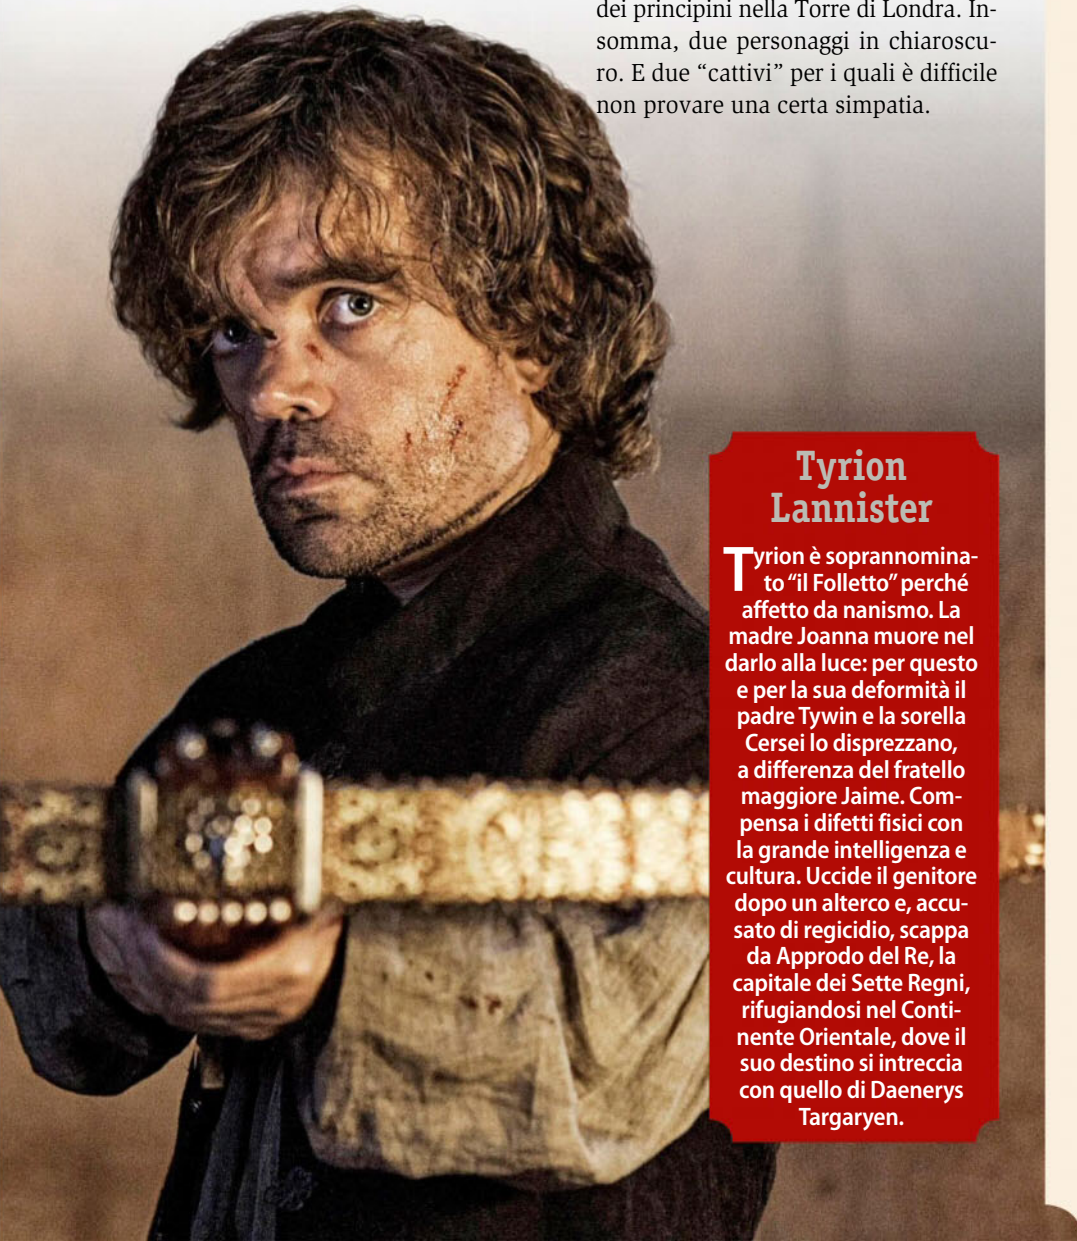 dei principini nella Torre di Londra. In-
somma, due personaggi in chiaroscu-
ro. E due “cattivi” per i quali è difficile
non provare una certa simpatia.
Tyrion
Lannister
Tyrion è soprannomina-
to “il Folletto” perché
affetto da nanismo. La
madre Joanna muore nel
darlo alla luce: per questo
e per la sua deformità il
padre Tywin e la sorella
Cersei lo disprezzano,
a differenza del fratello
maggiore Jaime. Com-
pensa i difetti fisici con
la grande intelligenza e
cultura. Uccide il genitore
dopo un alterco e, accu-
sato di regicidio, scappa
da Approdo del Re, la
capitale dei Sette Regni,
rifugiandosi nel Conti-
nente Orientale, dove il
suo destino si intreccia
con quello di Daenerys
Targaryen.